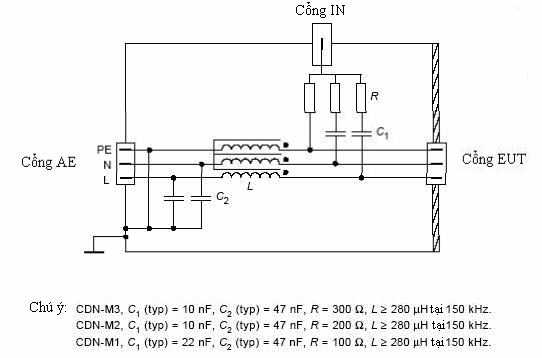 Cổng IN
R
C1
PE
N
L
Cổng AE
Cổng EUT
L
C2
Chú ý: CDN-M3, C1 (typ) = 10 nF, C2 (typ) = 47 nF, R = 300 Ω, L ≥ 280 µH tại 150 kHz.
CDN-M2, C1 (typ) = 10 nF, C2 (typ) = 47 nF, R = 200 Ω, L ≥ 280 µH tại 150 kHz.
CDN-M1, C1 (typ) = 22 nF, C2 (typ) = 47 nF, R = 100 Ω, L ≥ 280 µH tại 150 kHz.